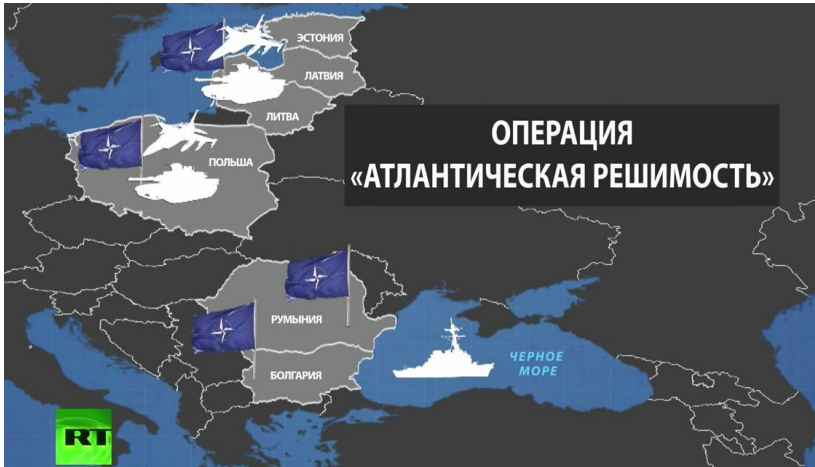 ЭСТОНИЯ
ЛАТВИЯ
ЛИТВА
ОПЕРАЦИЯ
«АТЛАНТИЧЕСКАЯ РЕШИМОСТЬ»
ПОЛЬША
РУМЫНИЯ
ЧЕРНОЕ
МОРЕ
БОЛГАРИЯ
RT